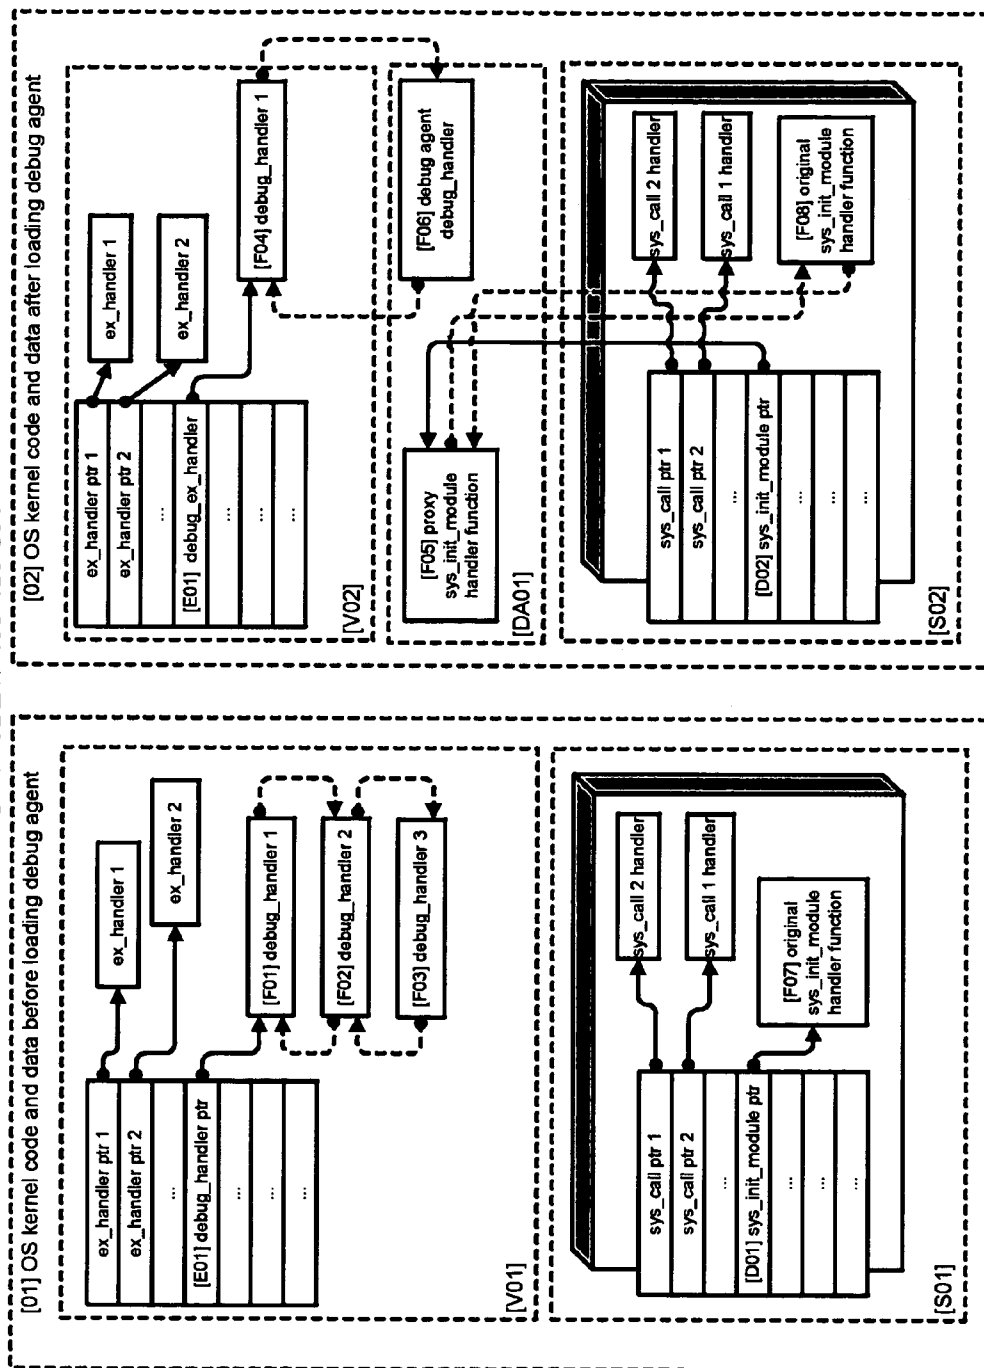 [01] OS kernel code and data before loading debug agent
ex_handler ptr 1
ex_handler ptr 2
...
[E01] debug_handler ptr
...
...
...
ex_handler 1
ex_handler 2
[F01] debug_handler 1
[F02] debug_handler 2
[F03] debug_handler 3
[V01]
sys_call ptr 1
sys_call ptr 2
...
[D01] sys_init_module ptr
...
...
...
sys_call 2 handler
sys_call 1 handler
[F07] original
sys_init_module
handler function
[S01]
[02] OS kernel code and data after loading debug agent
ex_handler ptr 1
ex_handler ptr 2
...
[E01] debug_ex_handler
...
...
...
ex_handler 1
ex_handler 2
[F04] debug_handler 1
[V02]
[F05] proxy
sys_init_module
handler function
[F06] debug agent
debug_handler
[DA01]
sys_call ptr 1
sys_call ptr 2
...
[D02] sys_init_module ptr
...
...
...
sys_call 2 handler
sys_call 1 handler
[F08] original
sys_init_module
handler function
[S02]